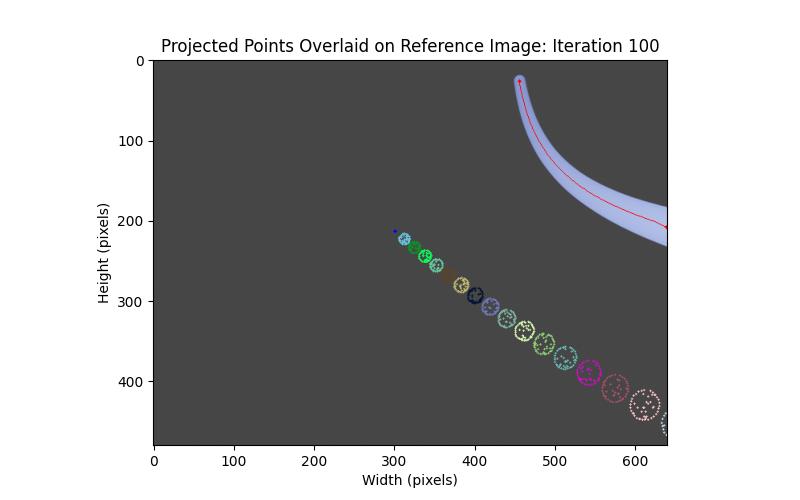 Projected Points Overlaid on Reference Image: Iteration 100
0
100
200
300
400
Height (pixels)
0 100 200 300 400 500 600
Width (pixels)